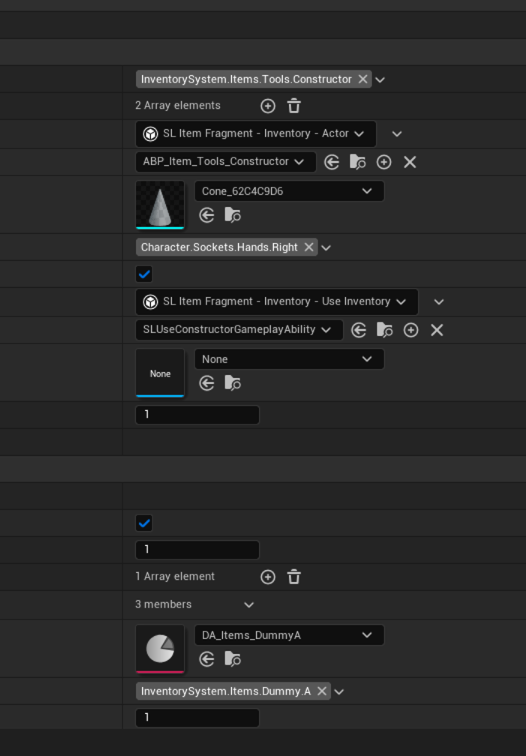 InventorySystem.Items.Tools.Constructor
2 Array elements
SL Item Fragment - Inventory - Actor
ABP_Item_Tools_Constructor
Cone_62C4C9D6
Character.Sockets.Hands.Right
SL Item Fragment - Inventory - Use Inventory
SLUseConstructorGameplayAbility
None
None
1
1
1 Array element
3 members
DA_Items_DummyA
InventorySystem.Items.Dummy.A
1